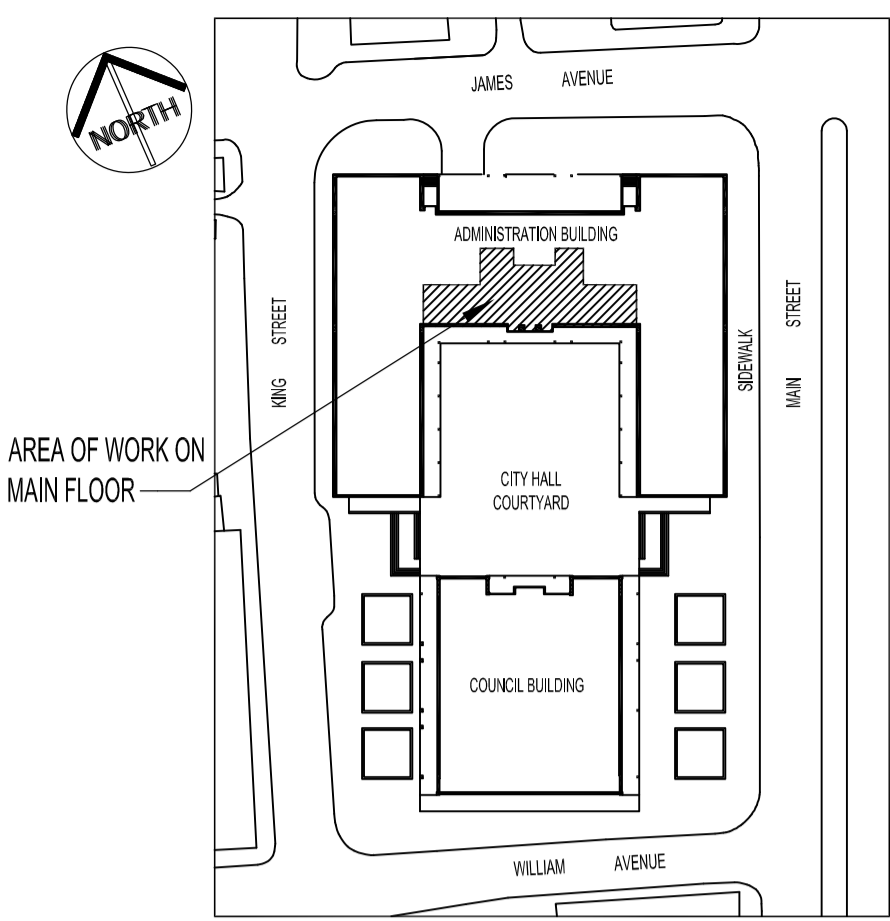 JAMES AVENUE
NORTH
ADMINISTRATION BUILDING
KING STREET
SIDEWALK
MAIN STREET
AREA OF WORK ON
MAIN FLOOR
CITY HALL
COURTYARD
COUNCIL BUILDING
WILLIAM AVENUE